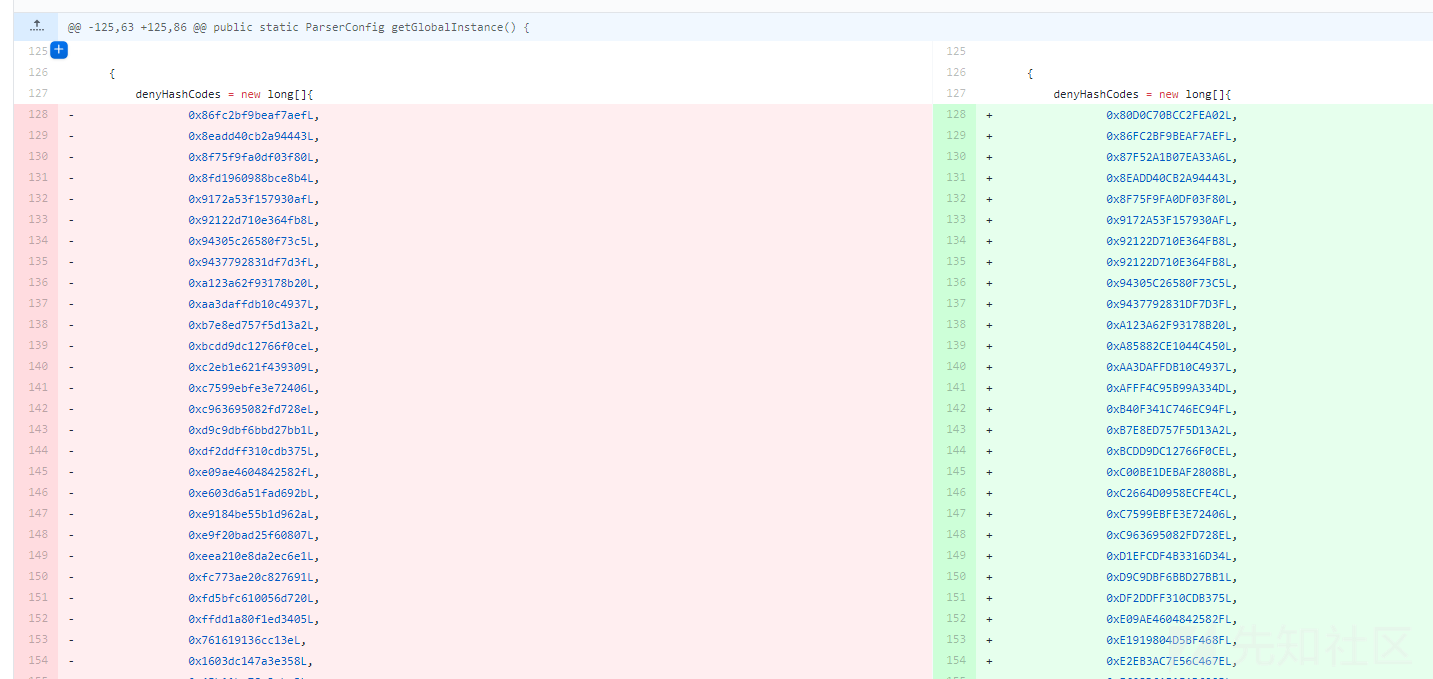 @@ -125,63 +125,86 @@ public static ParserConfig getGlobalInstance() {
125
126 {
127 denyHashCodes = new long[]{
128 - 0x86fc2bf9beaf7aefL,
129 - 0x8eadd40cb2a94443L,
130 - 0x8f75f9fa0df03f80L,
131 - 0x8fd1960988bce8b4L,
132 - 0x9172a53f157930afL,
133 - 0x92122d710e364fb8L,
134 - 0x94305c26580f73c5L,
135 - 0x9437792831df7d3fL,
136 - 0xa123a62f93178b20L,
137 - 0xaa3daffdb10c4937L,
138 - 0xb7e8ed757f5d13a2L,
139 - 0xbcdd9dc12766f0ceL,
140 - 0xc2eb1e621f439309L,
141 - 0xc7599ebfe3e72406L,
142 - 0xc963695082fd728eL,
143 - 0xd9c9dbf6bbd27bb1L,
144 - 0xdf2ddff310cdb375L,
145 - 0xe09ae4604842582fL,
146 - 0xe603d6a51fad692bL,
147 - 0xe9184be55b1d962aL,
148 - 0xe9f20bad25f60807L,
149 - 0xeea210e8da2ec6e1L,
150 - 0xfc773ae20c827691L,
151 - 0xfd5bfc610056d720L,
152 - 0xffdd1a80f1ed3405L,
153 - 0x761619136cc13eL,
154 - 0x1603dc147a3e358L,
125
126 {
127 denyHashCodes = new long[]{
128 + 0x80D0C70BCC2FEA02L,
129 + 0x86FC2BF9BEAF7AEFL,
130 + 0x87F52A1B07EA33A6L,
131 + 0x8EADD40CB2A94443L,
132 + 0x8F75F9FA0DF03F80L,
133 + 0x9172A53F157930AFL,
134 + 0x92122D710E364FB8L,
135 + 0x92122D710E364FB8L,
136 + 0x94305C26580F73C5L,
137 + 0x9437792831DF7D3FL,
138 + 0xA123A62F93178B20L,
139 + 0xA85882CE1044C450L,
140 + 0xAA3DAFFDB10C4937L,
141 + 0xAFFF4C95B99A334DL,
142 + 0xB40F341C746EC94FL,
143 + 0xB7E8ED757F5D13A2L,
144 + 0xBCDD9DC12766F0CEL,
145 + 0xC00BE1DEBAF2808BL,
146 + 0xC2664D0958ECFE4CL,
147 + 0xC7599EBFE3E72406L,
148 + 0xC963695082FD728EL,
149 + 0xD1EFCDF4B3316D34L,
150 + 0xD9C9DBF6BBD27BB1L,
151 + 0xDF2DDFF310CDB375L,
152 + 0xE09AE4604842582FL,
153 + 0xE1919804D5BF468FL,
154 + 0xE2EB3AC7E56C467EL,
先知社区